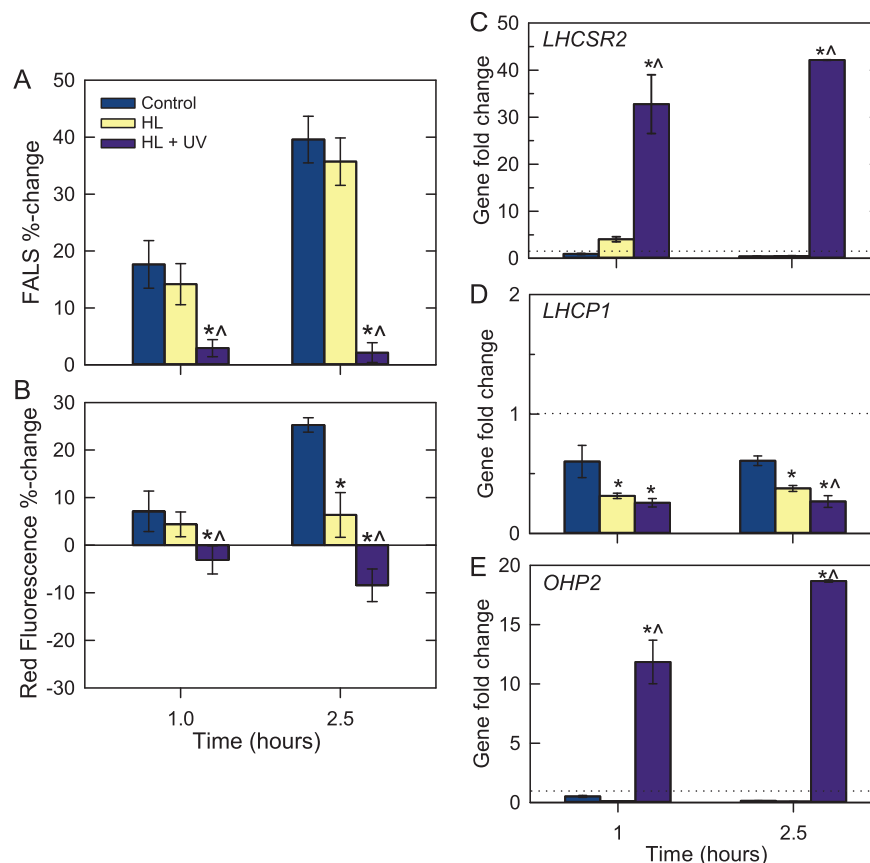 A
FALS %-change
50
40
30
20
10
0
Control
HL
HL + UV
*^
*^
B
Red Fluorescence %-change
30
20
10
0
-10
-20
-30
*^
*
*^
1.0
2.5
Time (hours)
C
LHCSR2
Gene fold change
50
40
30
20
10
0
*^
*^
D
LHCP1
Gene fold change
2
1
0
*
*
*
*^
E
OHP2
Gene fold change
20
15
10
5
0
*^
*^
1
2.5
Time (hours)